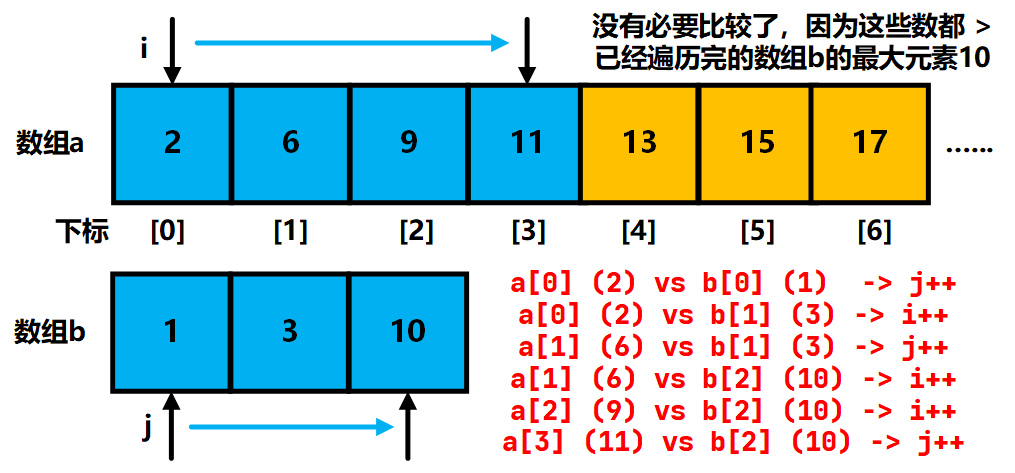 没有必要比较了，因为这些数都 >
已经遍历完的数组b的最大元素10
i
数组a
2 6 9 11 13 15 17 ……
下标 [0] [1] [2] [3] [4] [5] [6]
数组b
1 3 10
j
a[0] (2) vs b[0] (1) -> j++
a[0] (2) vs b[1] (3) -> i++
a[1] (6) vs b[1] (3) -> j++
a[1] (6) vs b[2] (10) -> i++
a[2] (9) vs b[2] (10) -> i++
a[3] (11) vs b[2] (10) -> j++